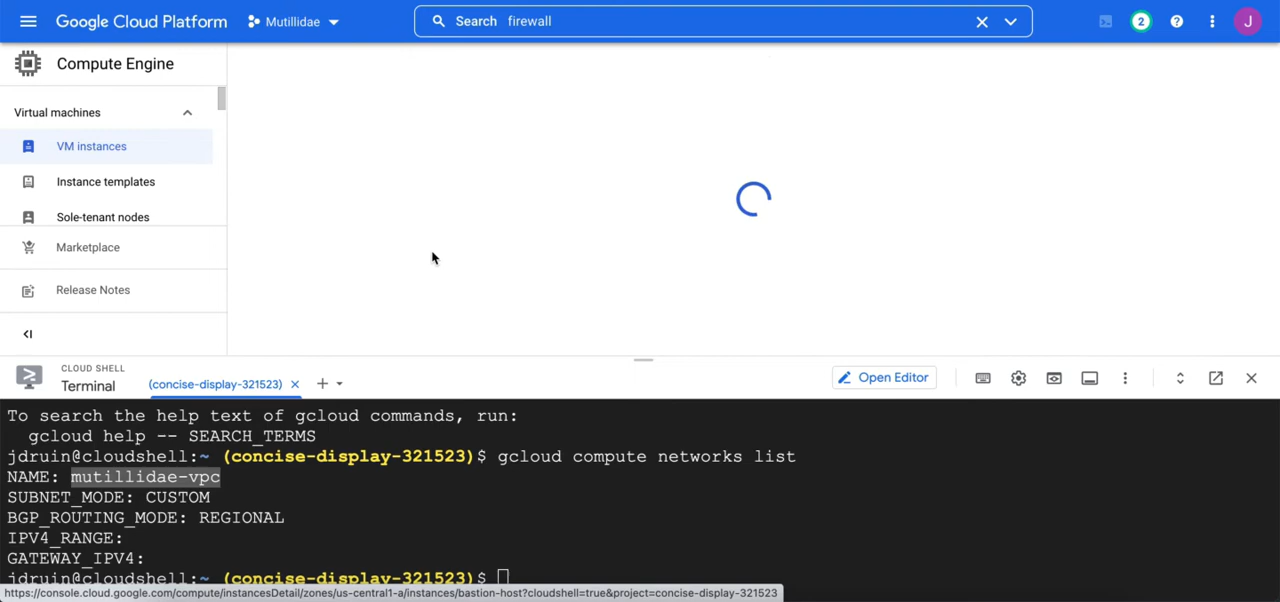 Google Cloud Platform
Mutillidae
Search firewall
2
J
Compute Engine
Virtual machines
VM instances
Instance templates
Sole-tenant nodes
Marketplace
Release Notes
CLOUD SHELL
Terminal
(concise-display-321523)
Open Editor
To search the help text of gcloud commands, run:
gcloud help -- SEARCH_TERMS
jdruin@cloudshell:~ (concise-display-321523)$ gcloud compute networks list
NAME: mutillidae-vpc
SUBNET_MODE: CUSTOM
BGP_ROUTING_MODE: REGIONAL
IPV4_RANGE:
GATEWAY_IPV4:
jdruin@cloudshell:~ (concise-display-321523)$
https://console.cloud.google.com/compute/instancesDetail/zones/us-central1-a/instances/bastion-host?cloudshell=true&project=concise-display-321523